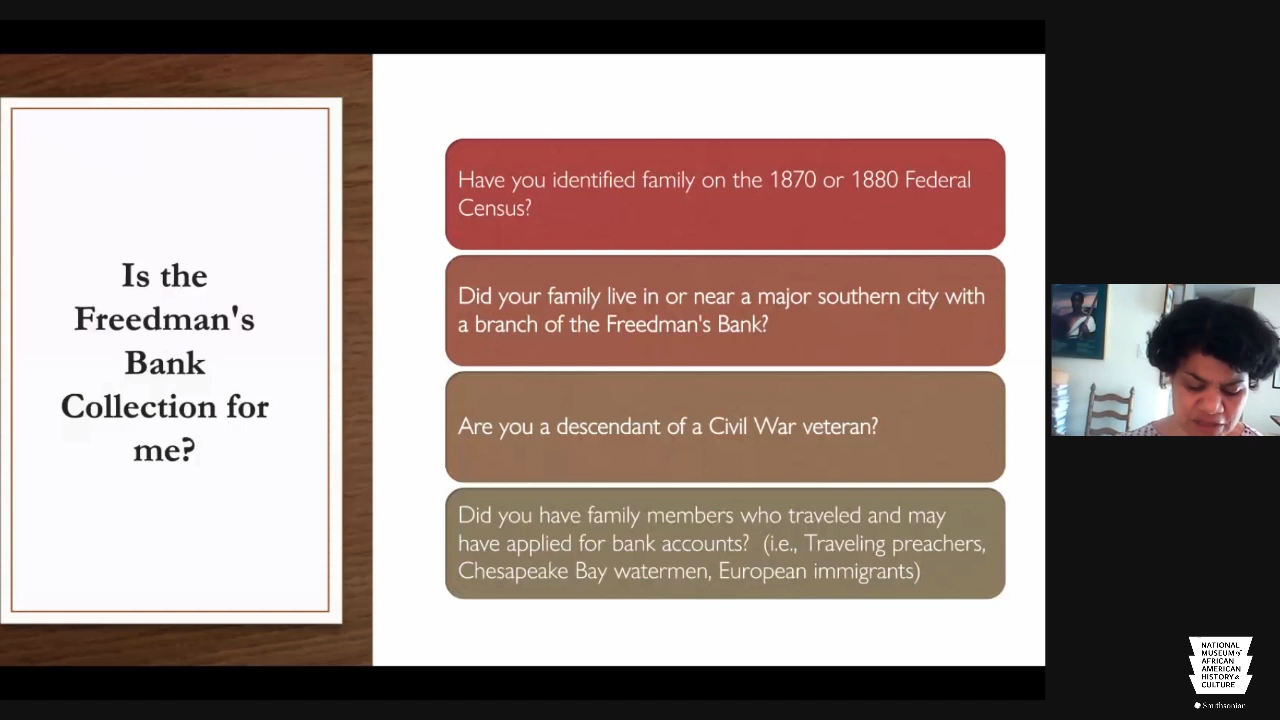 Is the
Freedman's
Bank
Collection for
me?
Have you identified family on the 1870 or 1880 Federal
Census?
Did your family live in or near a major southern city with
a branch of the Freedman's Bank?
Are you a descendant of a Civil War veteran?
Did you have family members who traveled and may
have applied for bank accounts? (i.e., Traveling preachers,
Chesapeake Bay watermen, European immigrants)
NATIONAL
MUSEUM of
AFRICAN
AMERICAN
HISTORY &
CULTURE
Smithsonian